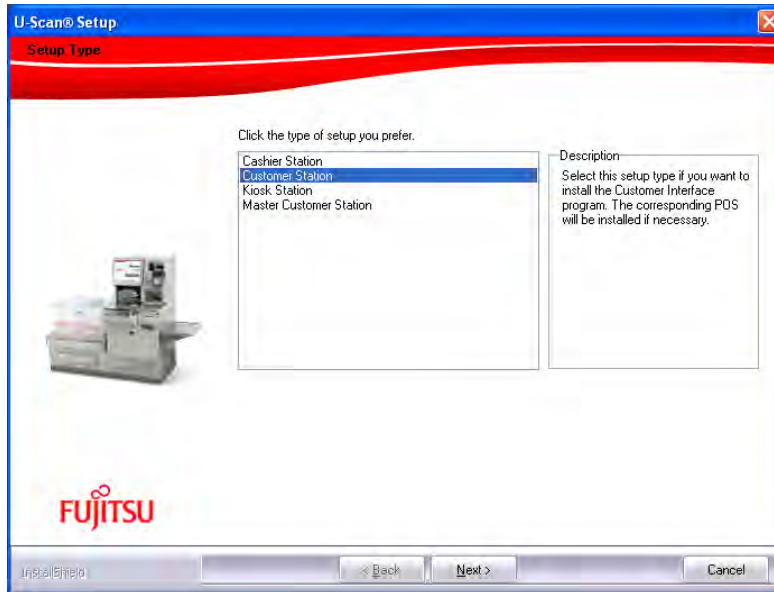 U-Scan® Setup
Setup Type
Click the type of setup you prefer.
Cashier Station
Customer Station
Kiosk Station
Master Customer Station
Description
Select this setup type if you want to
install the Customer Interface
program. The corresponding POS
will be installed if necessary.
FUJITSU
InstallShield
< Back
Next >
Cancel